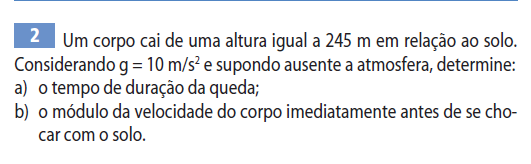 2 Um corpo cai de uma altura igual a 245 m em relação ao solo.
Considerando g = 10 m/s² e supondo ausente a atmosfera, determine:
a) o tempo de duração da queda;
b) o módulo da velocidade do corpo imediatamente antes de se cho-
car com o solo.